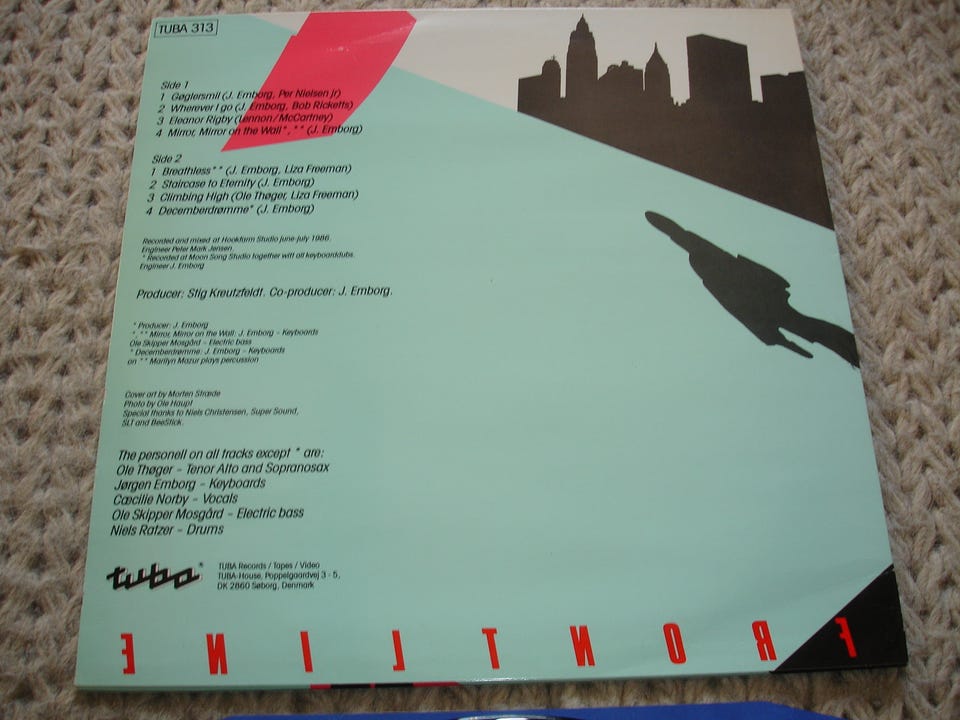 TUBA 313
Side 1
1 Gøglersmil (J. Emborg, Per Nielsen jr)
2 Wherever I go (J. Emborg, Bob Ricketts)
3 Eleanor Rigby (Lennon/McCartney)
4 Mirror, Mirror on the Wall*, ** (J. Emborg)
Side 2
1 Breathless** (J. Emborg, Liza Freeman)
2 Staircase to Eternity (J. Emborg)
3 Climbing High (Ole Thøger, Liza Freeman)
4 Decemberdrømme* (J. Emborg)
Recorded and mixed at Hookfarm Studio june-july 1986.
Engineer Peter Mark Jensen.
* Recorded at Moon Song Studio together witt all keyboarddubs.
Engineer J. Emborg
Producer: Stig Kreutzfeldt. Co-producer: J. Emborg.
* Producer: J. Emborg
*, ** Mirror, Mirror on the Wall: J. Emborg – Keyboards
Ole Skipper Mosgård – Electric bass
* Decemberdrømme: J. Emborg – Keyboards
on ** Marilyn Mazur plays percussion
Cover art by Morten Stræde
Photo by Ole Haupt
Special thanks to Niels Christensen, Super Sound,
SLT and BeeStick.
The personell on all tracks except * are:
Ole Thøger – Tenor Alto and Sopranosax
Jørgen Emborg – Keyboards
Cæcilie Norby – Vocals
Ole Skipper Mosgård – Electric bass
Niels Ratzer – Drums
tuba
TUBA Records / Tapes / Video
TUBA-House, Poppelgaardvej 3 - 5,
DK 2860 Søborg, Denmark
FRONTLINE